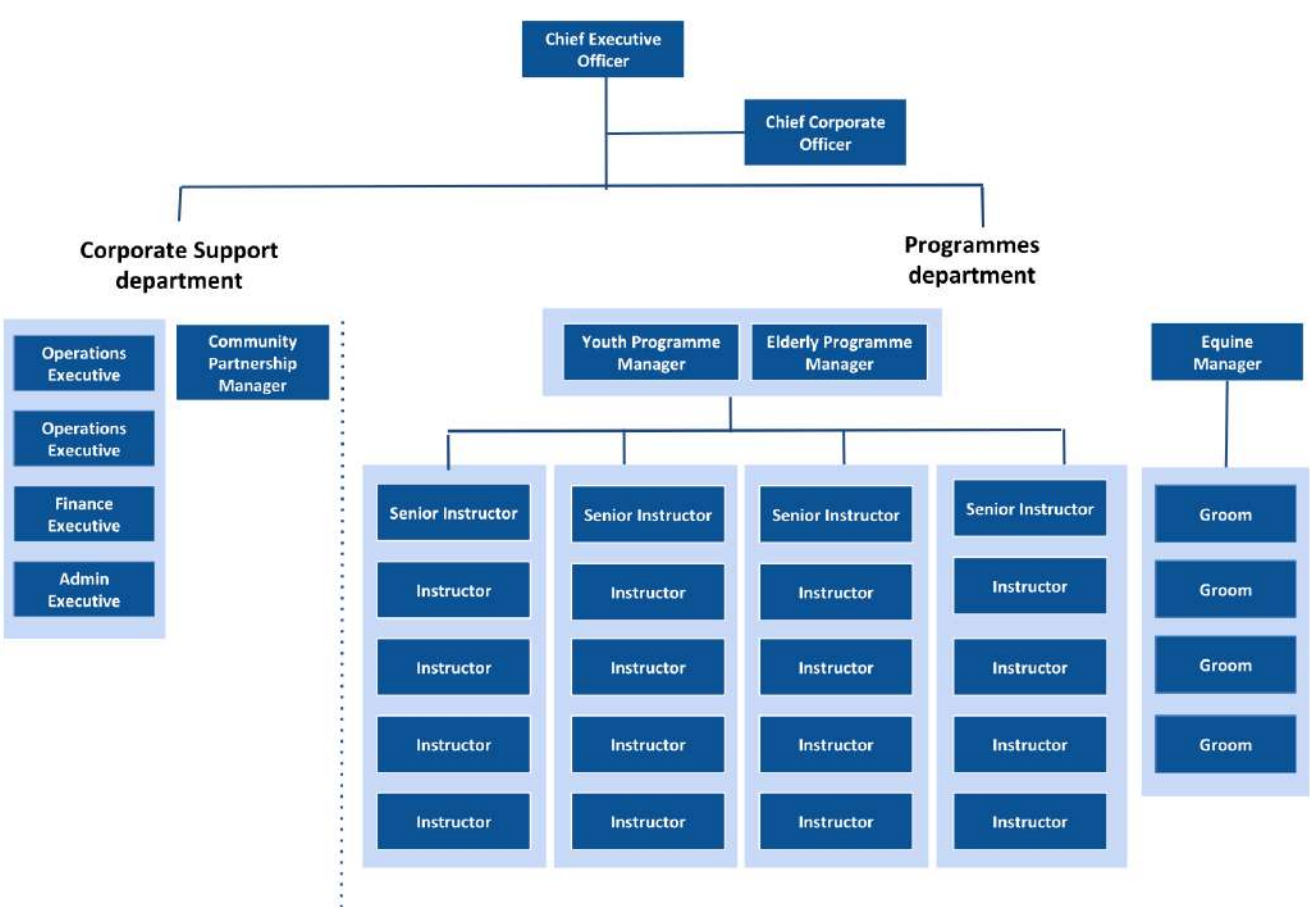 Chief Executive
Officer
Chief Corporate
Officer
Corporate Support
department
Programmes
department
Operations
Executive
Operations
Executive
Finance
Executive
Admin
Executive
Community
Partnership
Manager
Youth Programme
Manager
Elderly Programme
Manager
Equine
Manager
Senior Instructor
Instructor
Instructor
Instructor
Instructor
Senior Instructor
Instructor
Instructor
Instructor
Instructor
Senior Instructor
Instructor
Instructor
Instructor
Instructor
Senior Instructor
Instructor
Instructor
Instructor
Instructor
Groom
Groom
Groom
Groom